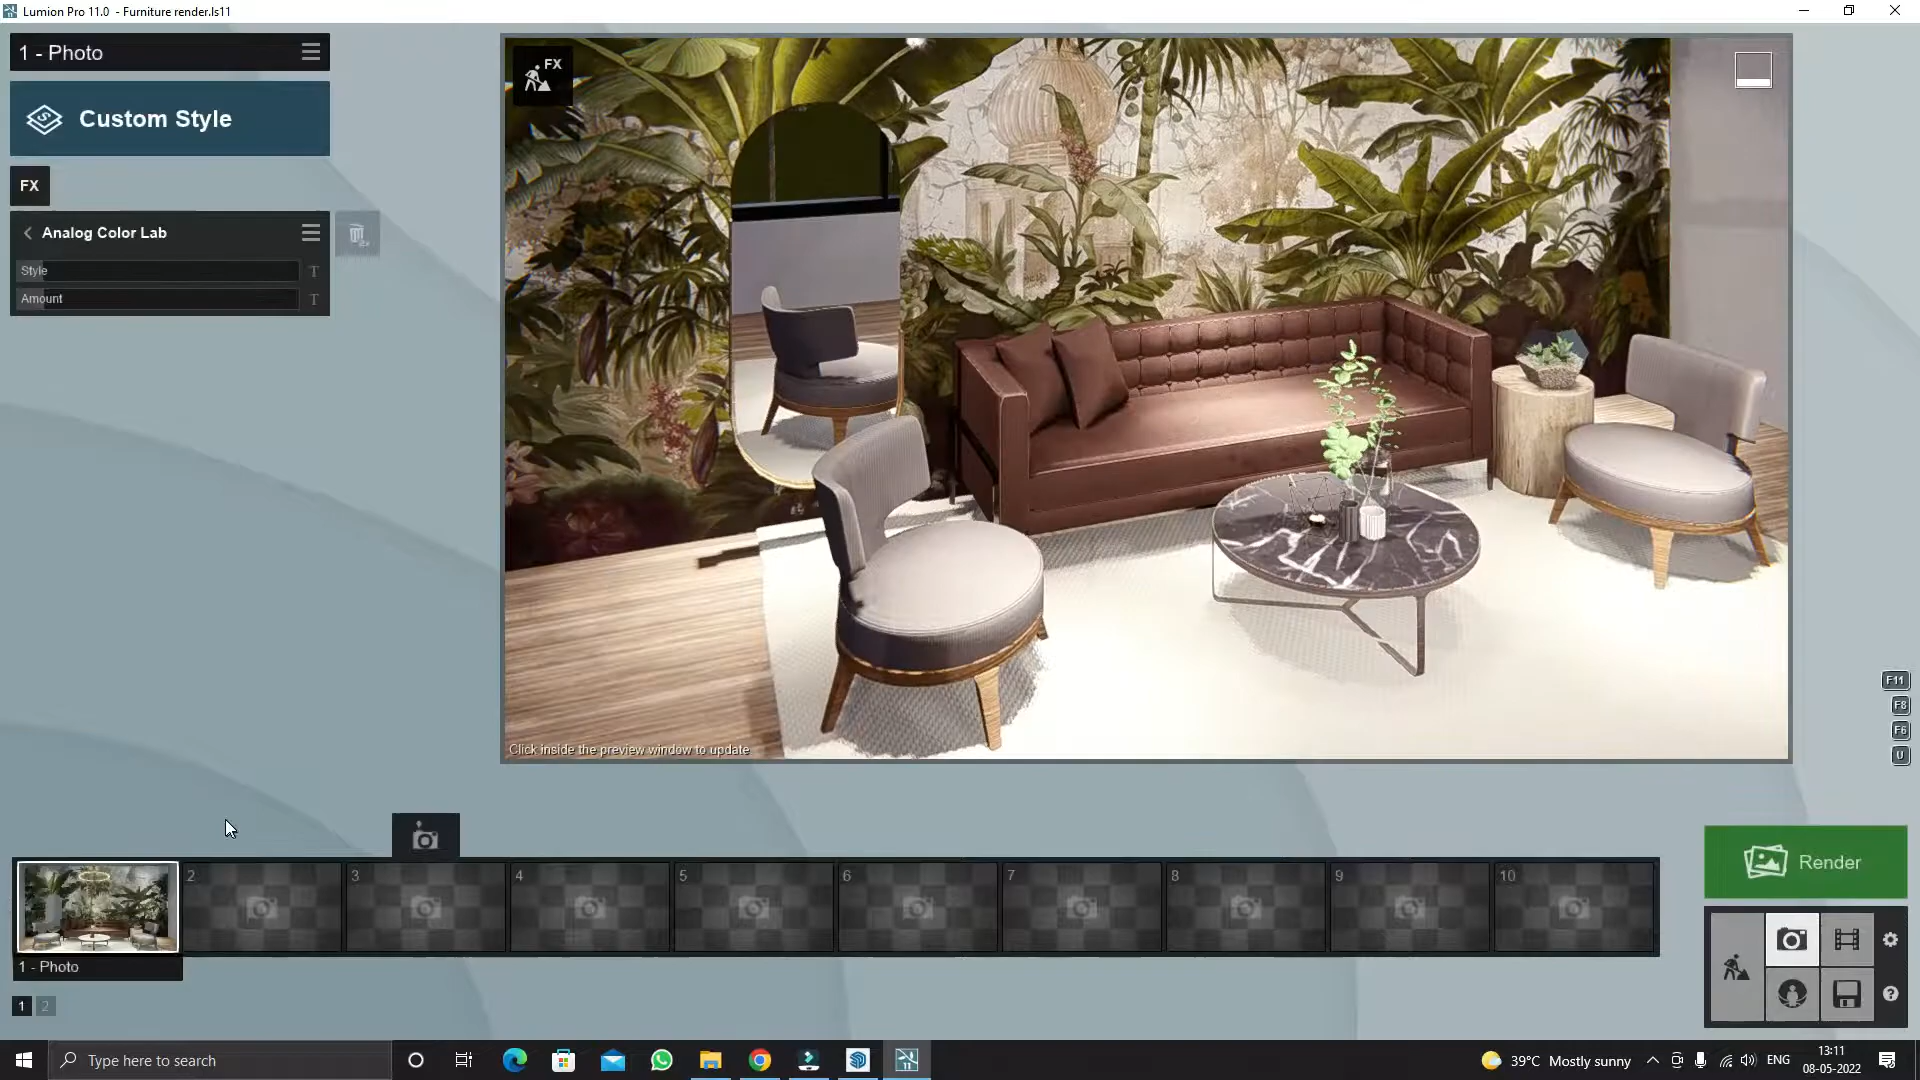 Lumion Pro 11.0 - Furniture render.ls11
1 - Photo
Custom Style
FX
Analog Color Lab
Style T
Amount T
FX
Click inside the preview window to update.
F11
F8
F6
U
2 3 4 5 6 7 8 9 10
1 - Photo
1 2
Render
Type here to search
39°C Mostly sunny
ENG
13:11
08-05-2022